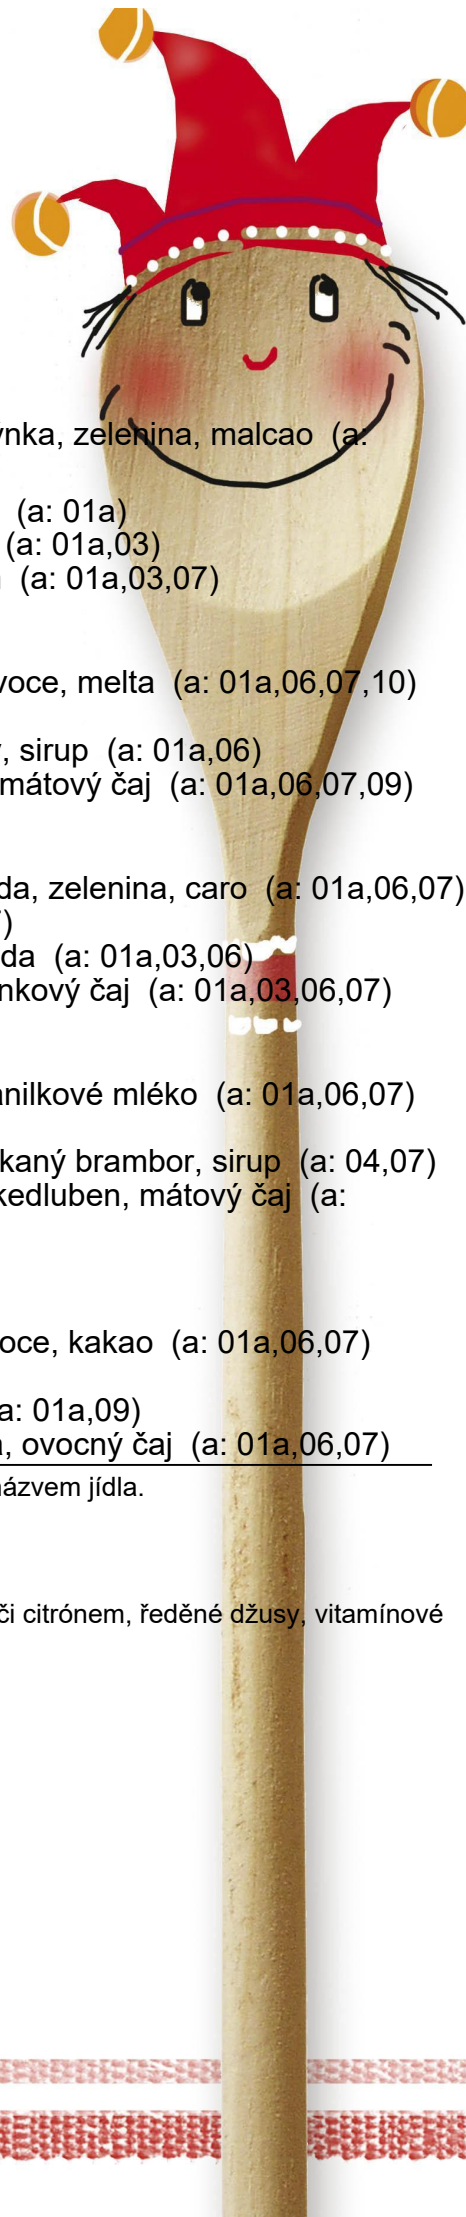 ynka, zelenina, malcao (a:
(a: 01a)
(a: 01a,03)
(a: 01a,03,07)
voce, melta (a: 01a,06,07,10)
, sirup (a: 01a,06)
mátový čaj (a: 01a,06,07,09)
da, zelenina, caro (a: 01a,06,07)
)
da (a: 01a,03,06)
nkový čaj (a: 01a,03,06,07)
anilkové mléko (a: 01a,06,07)
kaný brambor, sirup (a: 04,07)
kedluben, mátový čaj (a:
oce, kakao (a: 01a,06,07)
a: 01a,09)
, ovocný čaj (a: 01a,06,07)
názvem jídla.
či citrónem, ředěné džusy, vitamínové